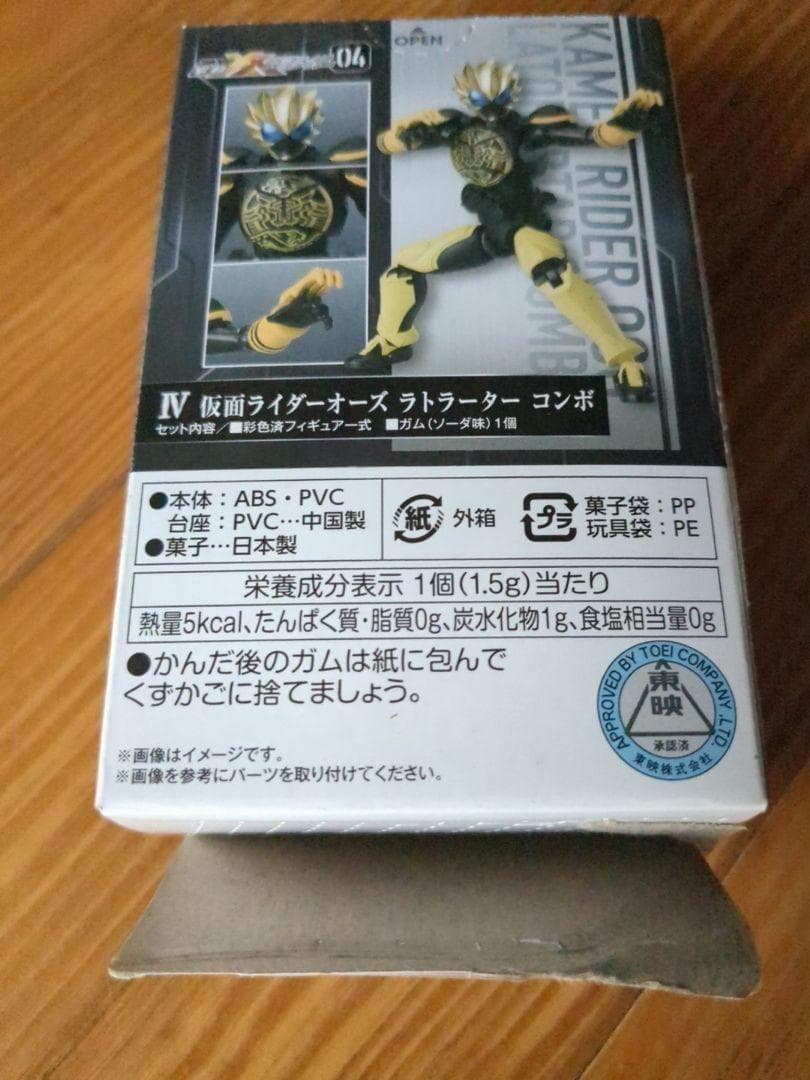 OPEN
04
KAMEN RIDER OOO
LATORARTAR COMBO
Ⅳ 仮面ライダーオーズ ラトラーター コンボ
セット内容/■彩色済フィギュア一式 ■ガム(ソーダ味)1個
●本体:ABS・PVC
台座:PVC…中国製
●菓子…日本製
紙 外箱
プラ 菓子袋:PP
玩具袋:PE
栄養成分表示 1個(1.5g)当たり
熱量5kcal、たんぱく質・脂質0g、炭水化物1g、食塩相当量0g
●かんだ後のガムは紙に包んで
くずかごに捨てましょう。
※画像はイメージです。
※画像を参考にパーツを取り付けてください。
APPROVED BY TOEI COMPANY, LTD.
東映
承認済
東映株式会社